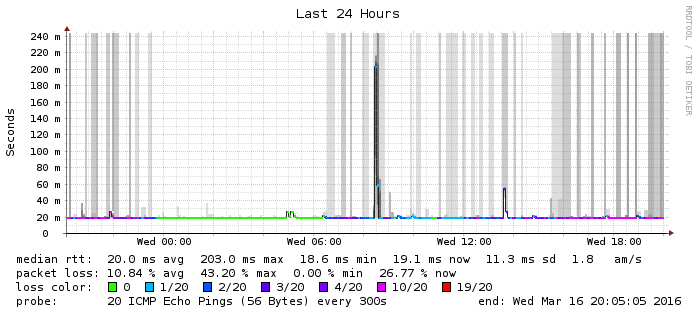 Last 24 Hours
RRDTOOL / TOBI OETIKER
Seconds
240 m
220 m
200 m
180 m
160 m
140 m
120 m
100 m
80 m
60 m
40 m
20 m
0
Wed 00:00 Wed 06:00 Wed 12:00 Wed 18:00
median rtt: 20.0 ms avg 203.0 ms max 18.6 ms min 19.1 ms now 11.3 ms sd 1.8 am/s
packet loss: 10.84 % avg 43.20 % max 0.00 % min 26.77 % now
loss color: 0 1/20 2/20 3/20 4/20 10/20 19/20
probe: 20 ICMP Echo Pings (56 Bytes) every 300s end: Wed Mar 16 20:05:05 2016